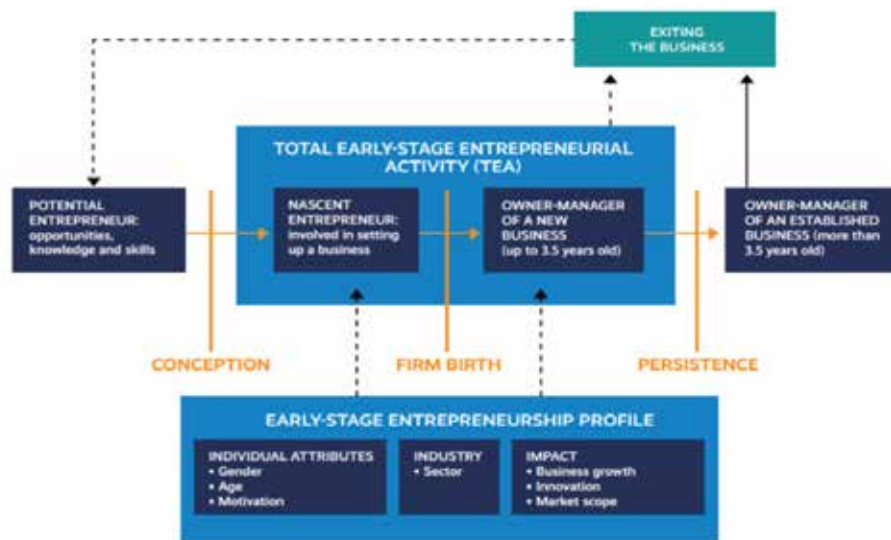 EXITING
THE BUSINESS
TOTAL EARLY-STAGE ENTREPRENEURIAL
ACTIVITY (TEA)
POTENTIAL
ENTREPRENEUR:
opportunities,
knowledge and skills
NASCENT
ENTREPRENEUR:
involved in setting
up a business
OWNER-MANAGER
OF A NEW
BUSINESS
(up to 3.5 years old)
OWNER-MANAGER
OF AN ESTABLISHED
BUSINESS (more than
3.5 years old)
CONCEPTION
FIRM BIRTH
PERSISTENCE
EARLY-STAGE ENTREPRENEURSHIP PROFILE
INDIVIDUAL ATTRIBUTES
• Gender
• Age
• Motivation
INDUSTRY
• Sector
IMPACT
• Business growth
• Innovation
• Market scope